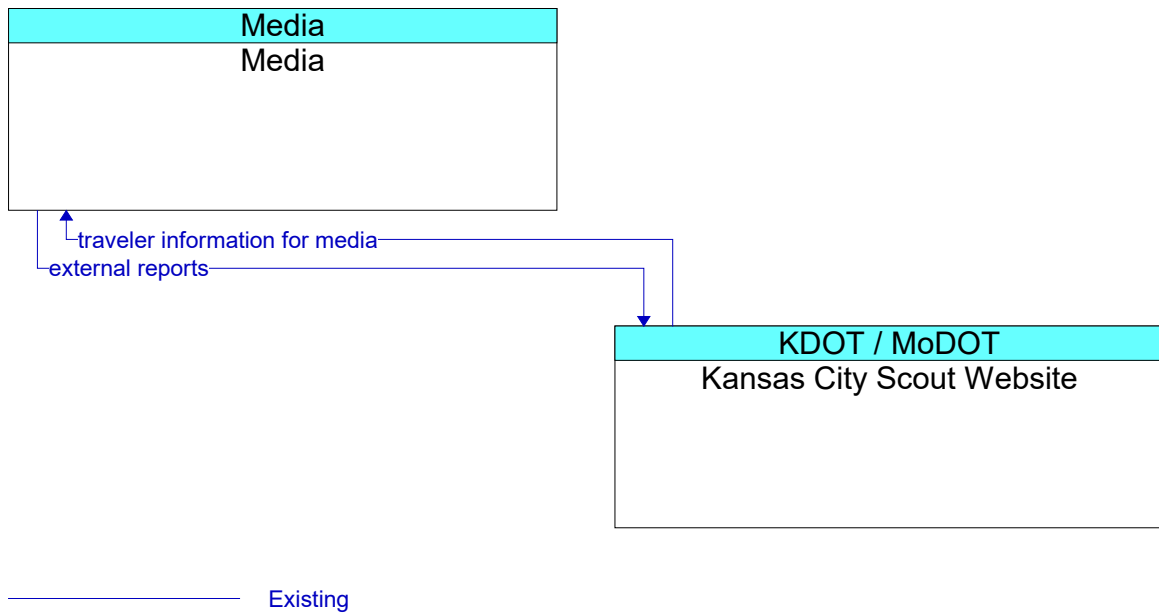 Media
Media
traveler information for media
external reports
KDOT / MoDOT
Kansas City Scout Website
Existing